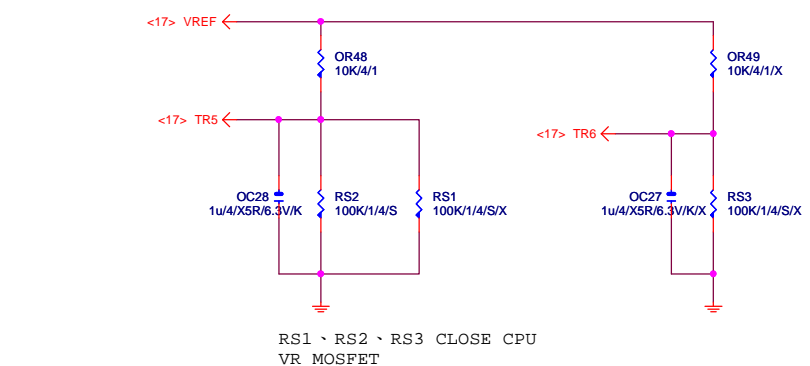 <17> VREF
OR48
10K/4/1
OR49
10K/4/1/X
<17> TR5
<17> TR6
OC28
1u/4/X5R/6.3V/K
RS2
100K/1/4/S
RS1
100K/1/4/S/X
OC27
1u/4/X5R/6.3V/K/X
RS3
100K/1/4/S/X
RS1、RS2、RS3 CLOSE CPU
VR MOSFET